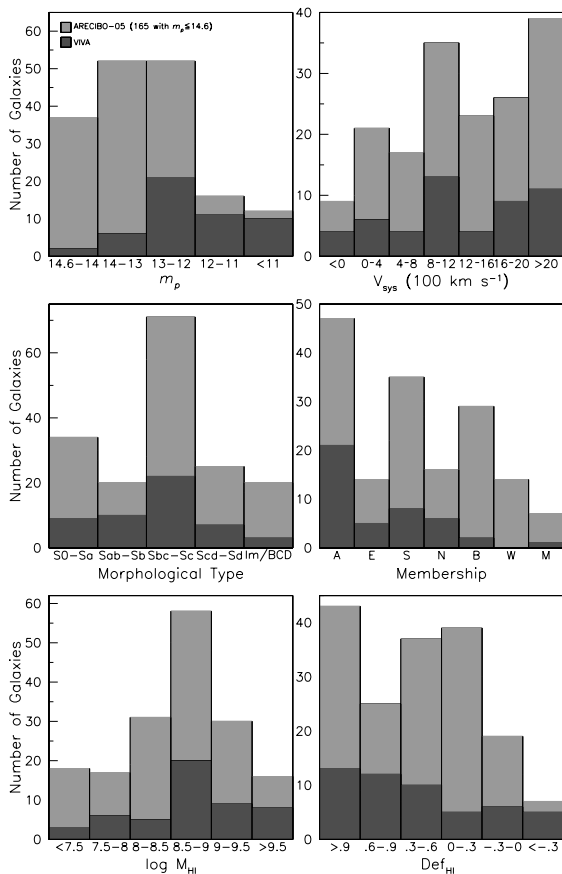 ARECIBO-05 (165 with mp≤14.6)
VIVA
60
50
40
30
20
10
0
Number of Galaxies
14.6-14 14-13 13-12 12-11 <11
mp
40
30
20
10
0
<0 0-4 4-8 8-12 12-16 16-20 >20
Vsys (100 km s⁻¹)
60
40
20
0
Number of Galaxies
S0-Sa Sab-Sb Sbc-Sc Scd-Sd Im/BCD
Morphological Type
50
40
30
20
10
0
A E S N B W M
Membership
60
50
40
30
20
10
0
Number of Galaxies
<7.5 7.5-8 8-8.5 8.5-9 9-9.5 >9.5
log MHI
40
30
20
10
0
>.9 .6-.9 .3-.6 0-.3 -.3-0 <-.3
DefHI